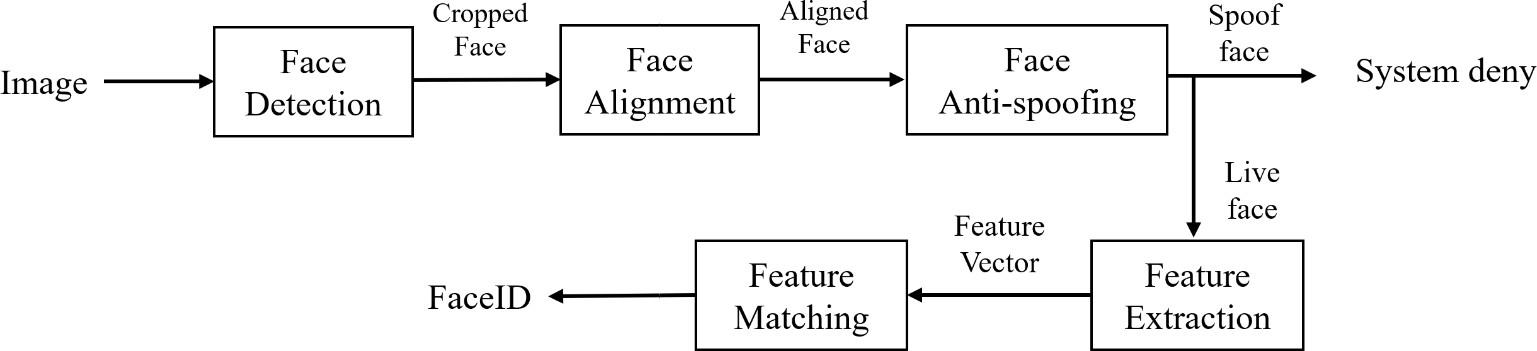 Image
Face
Detection
Cropped
Face
Face
Alignment
Aligned
Face
Face
Anti-spoofing
Spoof
face
System deny
Live
face
Feature
Extraction
Feature
Vector
Feature
Matching
FaceID